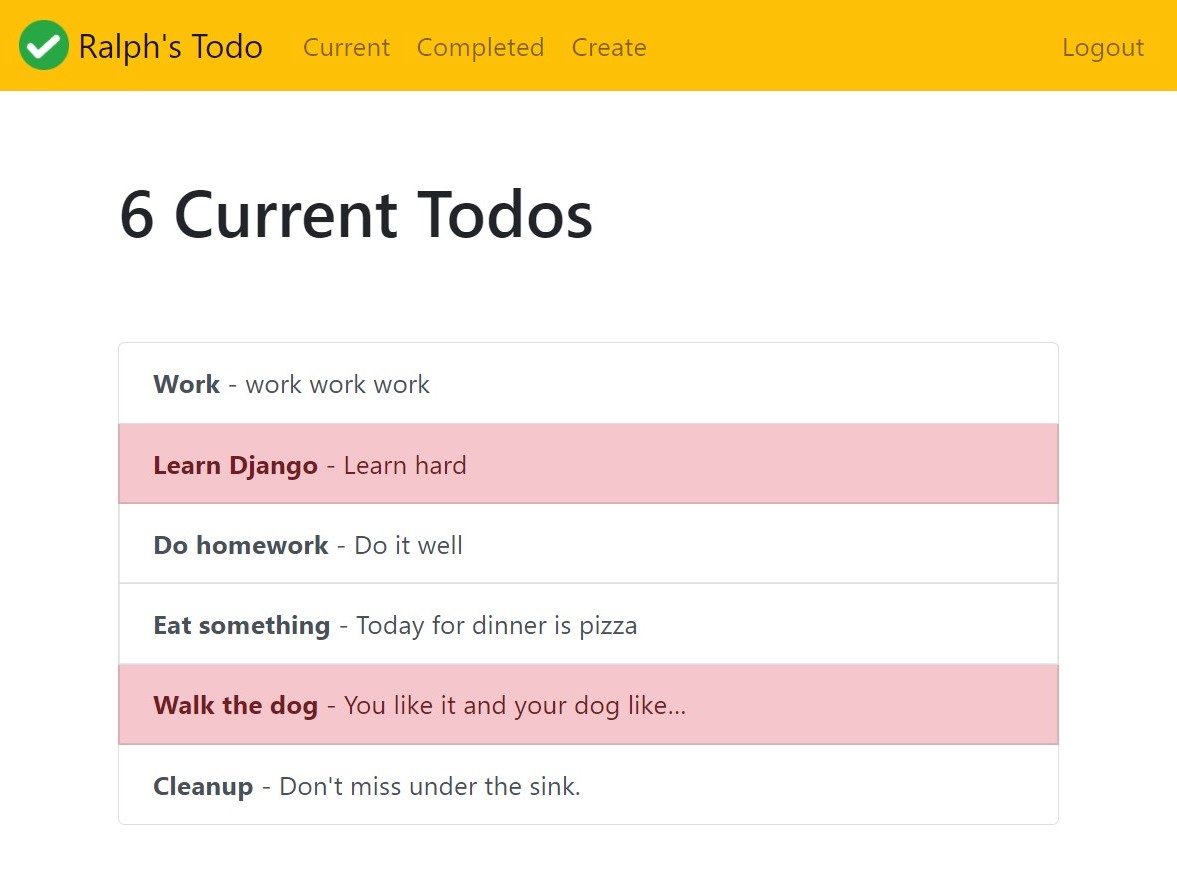 Ralph's Todo Current Completed Create Logout
6 Current Todos
Work - work work work
Learn Django - Learn hard
Do homework - Do it well
Eat something - Today for dinner is pizza
Walk the dog - You like it and your dog like...
Cleanup - Don't miss under the sink.